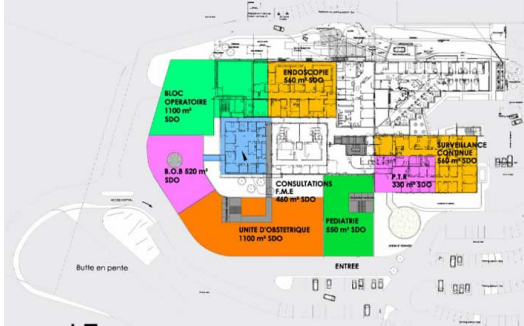 ENDOSCOPIE
560 m² SDO
BLOC
OPERATOIRE
1100 m²
SDO
SURVEILLANCE
CONTINUE
560 m² SDO
B.O.B 520 m²
SDO
P.T.R
330 m² SDO
CONSULTATIONS
F.M.E
460 m² SDO
PEDIATRIE
550 m² SDO
UNITE D'OBSTETRIQUE
1100 m² SDO
Butte en pente
ENTREE